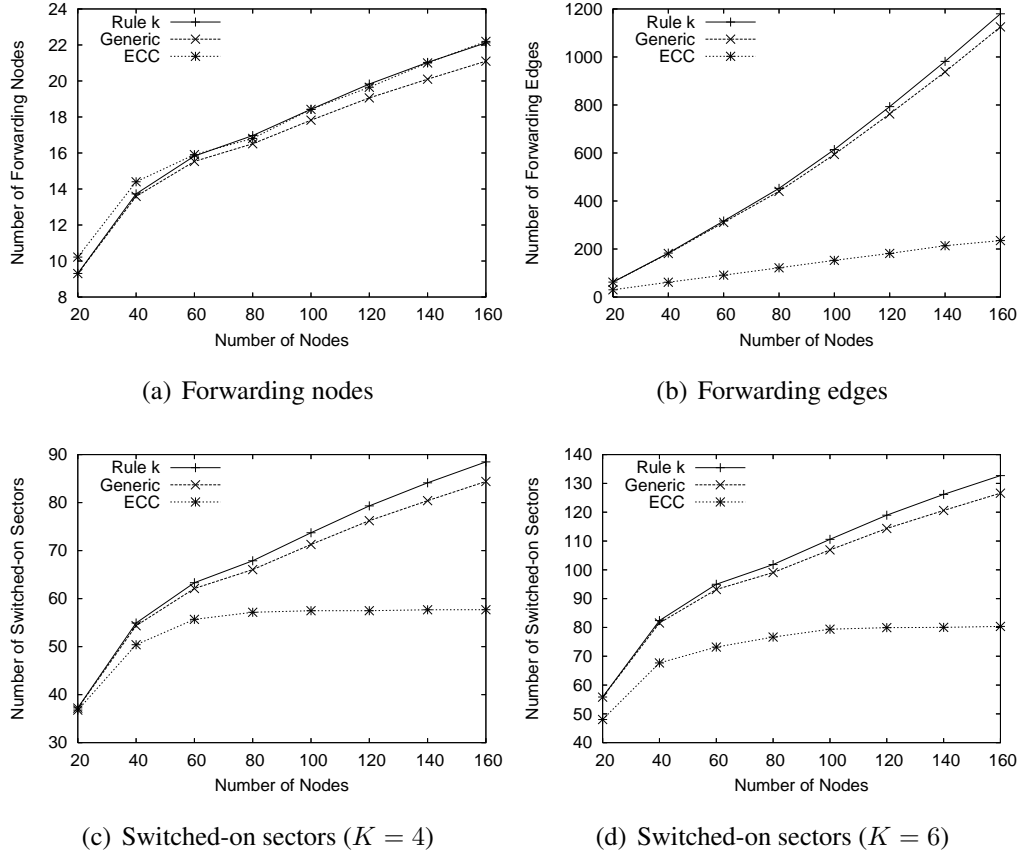 24
22
20
18
16
14
12
10
8
Number of Forwarding Nodes
Rule k
Generic
ECC
20 40 60 80 100 120 140 160
Number of Nodes
(a) Forwarding nodes
1200
1000
800
600
400
200
0
Number of Forwarding Edges
Rule k
Generic
ECC
20 40 60 80 100 120 140 160
Number of Nodes
(b) Forwarding edges
90
80
70
60
50
40
30
Number of Switched-on Sectors
Rule k
Generic
ECC
20 40 60 80 100 120 140 160
Number of Nodes
(c) Switched-on sectors (K = 4)
140
130
120
110
100
90
80
70
60
50
40
Number of Switched-on Sectors
Rule k
Generic
ECC
20 40 60 80 100 120 140 160
Number of Nodes
(d) Switched-on sectors (K = 6)